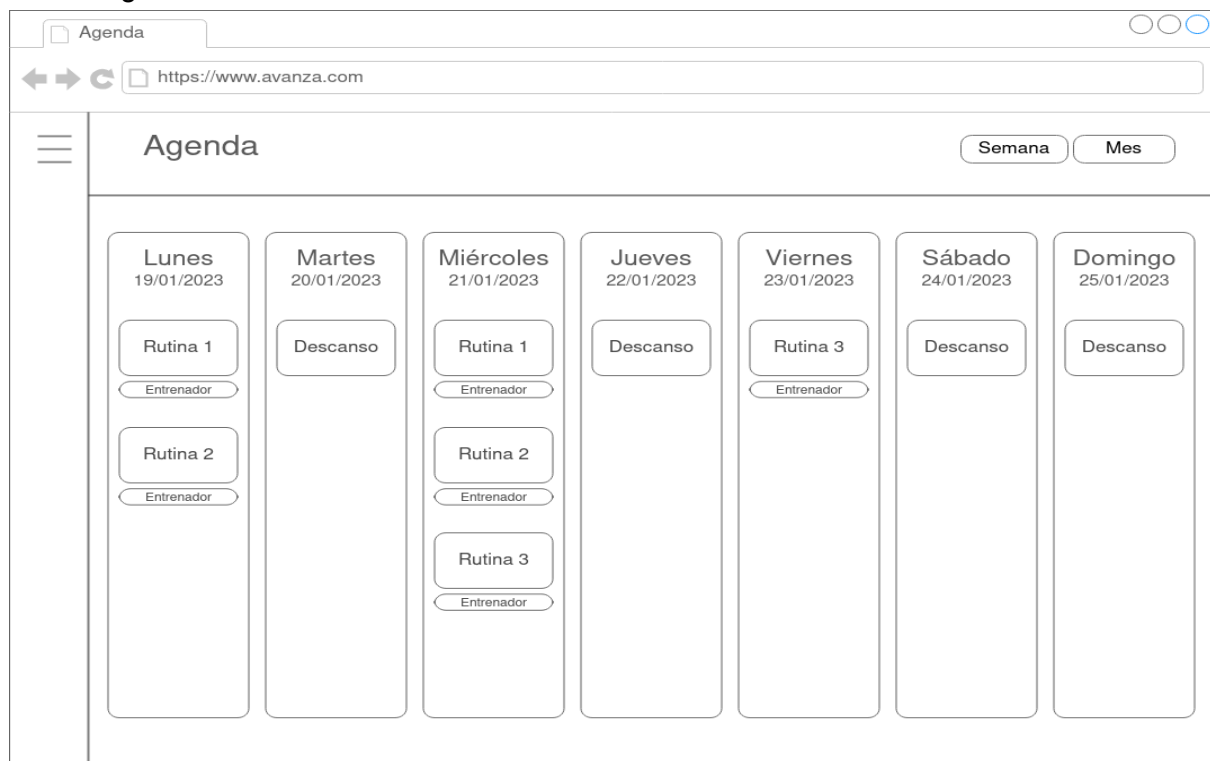 Agenda
https://www.avanza.com
Agenda
Semana
Mes
Lunes
19/01/2023
Rutina 1
Entrenador
Rutina 2
Entrenador
Martes
20/01/2023
Descanso
Miércoles
21/01/2023
Rutina 1
Entrenador
Rutina 2
Entrenador
Rutina 3
Entrenador
Jueves
22/01/2023
Descanso
Viernes
23/01/2023
Rutina 3
Entrenador
Sábado
24/01/2023
Descanso
Domingo
25/01/2023
Descanso